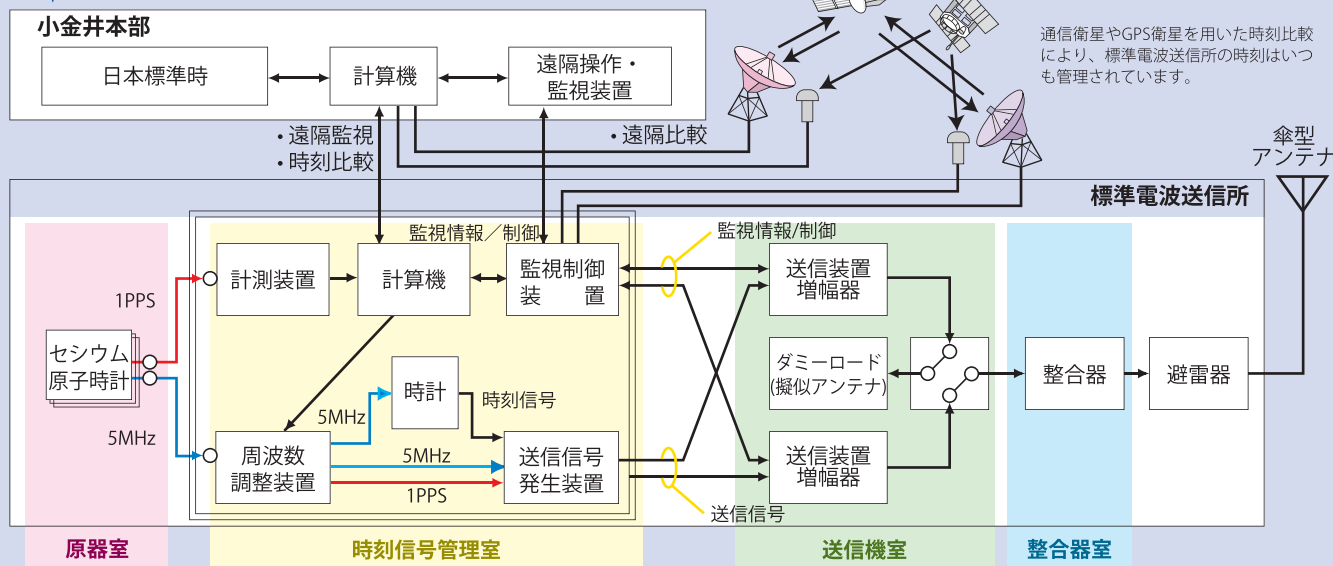 小金井本部
日本標準時
計算機
遠隔操作・
監視装置
通信衛星やGPS衛星を用いた時刻比較
により、標準電波送信所の時刻はいつ
も管理されています。
・遠隔監視
・時刻比較
・遠隔比較
傘型
アンテナ
標準電波送信所
監視情報／制御
監視情報/制御
計測装置
計算機
監視制御
装　置
送信装置
増幅器
1PPS
セシウム
原子時計
5MHz
時計
5MHz
時刻信号
ダミーロード
(擬似アンテナ)
整合器
避雷器
周波数
調整装置
5MHz
1PPS
送信信号
発生装置
送信装置
増幅器
送信信号
原器室
時刻信号管理室
送信機室
整合器室